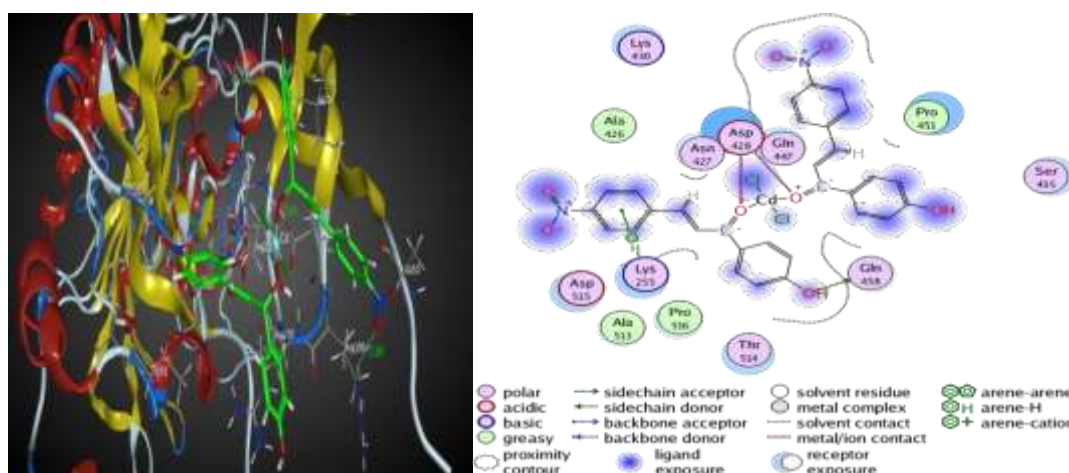 Lys
430
O
N
O
Ala
426
Asp
428
Asn
427
Gln
447
Pro
451
Ser
455
H
Cl
Cd
O
C
OH
O
N
O
H
Cl
O
C
H
Lys
255
Asp
515
Ala
513
Pro
516
OH
Gln
458
Thr
514
polar
acidic
basic
greasy
proximity
contour
sidechain acceptor
sidechain donor
backbone acceptor
backbone donor
ligand
exposure
solvent residue
metal complex
solvent contact
metal/ion contact
receptor
exposure
arene-arene
H arene-H
+ arene-cation